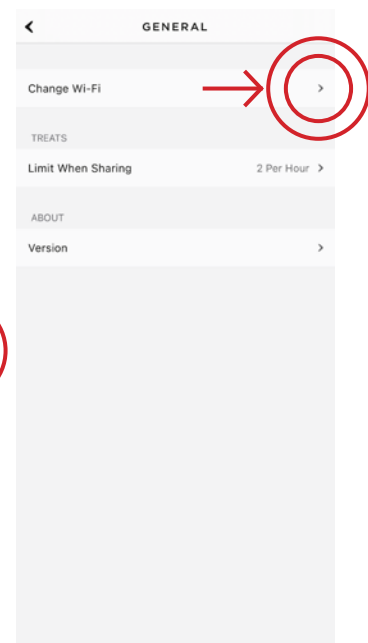 GENERAL
Change Wi-Fi
TREATS
Limit When Sharing 2 Per Hour
ABOUT
Version